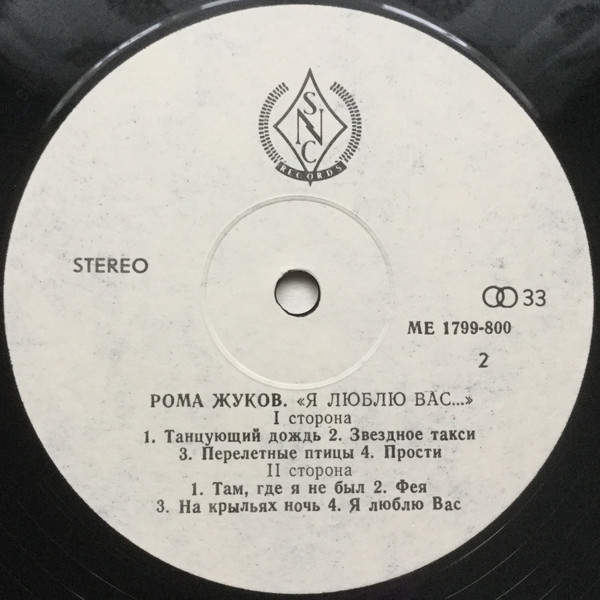 SNC
RECORDS
STEREO
33
МЕ 1799-800
2
РОМА ЖУКОВ. «Я ЛЮБЛЮ ВАС...»
I сторона
1. Танцующий дождь 2. Звездное такси
3. Перелетные птицы 4. Прости
II сторона
1. Там, где я не был 2. Фея
3. На крыльях ночь 4. Я люблю Вас